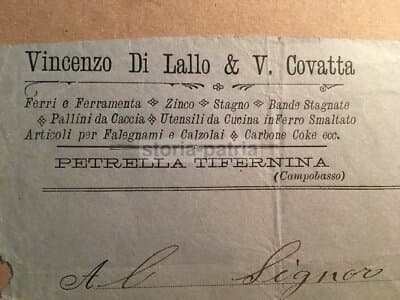 Vincenzo Di Lallo & V. Covatta
Ferri e Ferramenta ❖ Zinco ❖ Stagno ❖ Bande Stagnate
❖ Pallini da Caccia ❖ Utensili da Cucina in Ferro Smaltato
Articoli per Falegnami e Calzolai ❖ Carbone Coke ecc.
storia-patria
PETRELLA TIFERNINA
(Campobasso)
Al Signor